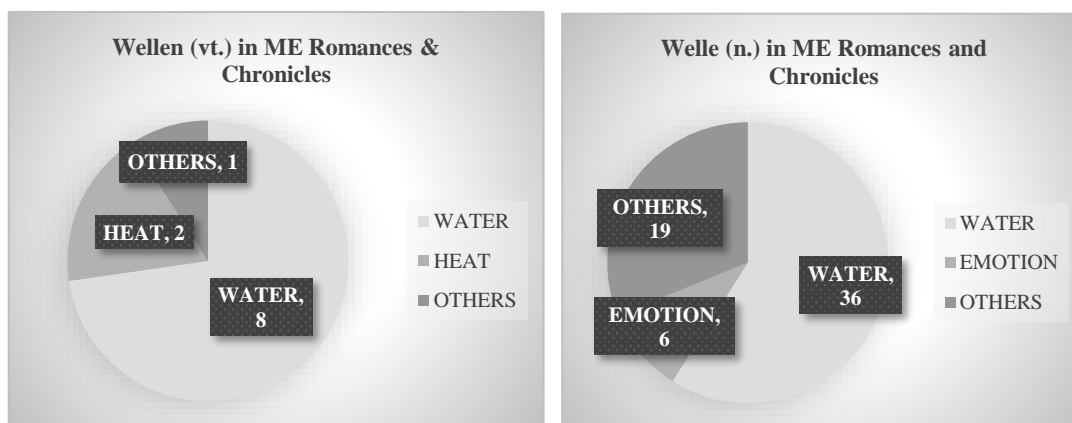 Wellen (vt.) in ME Romances &
Chronicles
OTHERS, 1
HEAT, 2
WATER,
8
WATER
HEAT
OTHERS
Welle (n.) in ME Romances and
Chronicles
OTHERS,
19
WATER,
36
EMOTION,
6
WATER
EMOTION
OTHERS